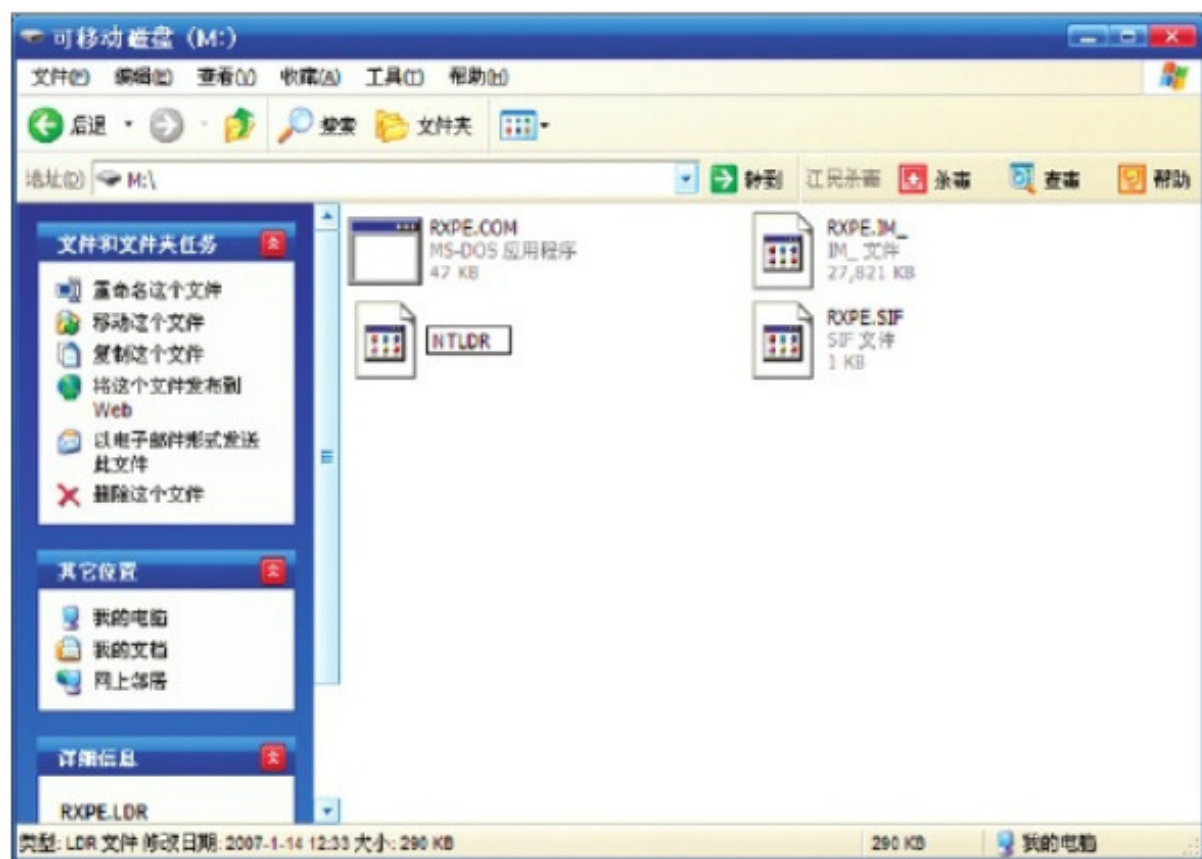 可移动磁盘 (M:)
文件(F) 编辑(E) 查看(V) 收藏(A) 工具(T) 帮助(H)
后退 搜索 文件夹
地址(D) M:\ 转到 江民杀毒 杀毒 查毒 帮助
文件和文件夹任务
重命名这个文件
移动这个文件
复制这个文件
将这个文件发布到
Web
以电子邮件形式发送
此文件
删除这个文件
其它位置
我的电脑
我的文档
网上邻居
详细信息
RXPE.LDR
RXPE.COM
MS-DOS 应用程序
47 KB
RXPE.IM_
IM_ 文件
27,821 KB
NTLDR
RXPE.SIF
SIF 文件
1 KB
类型: LDR 文件 修改日期: 2007-1-14 12:33 大小: 290 KB 290 KB 我的电脑